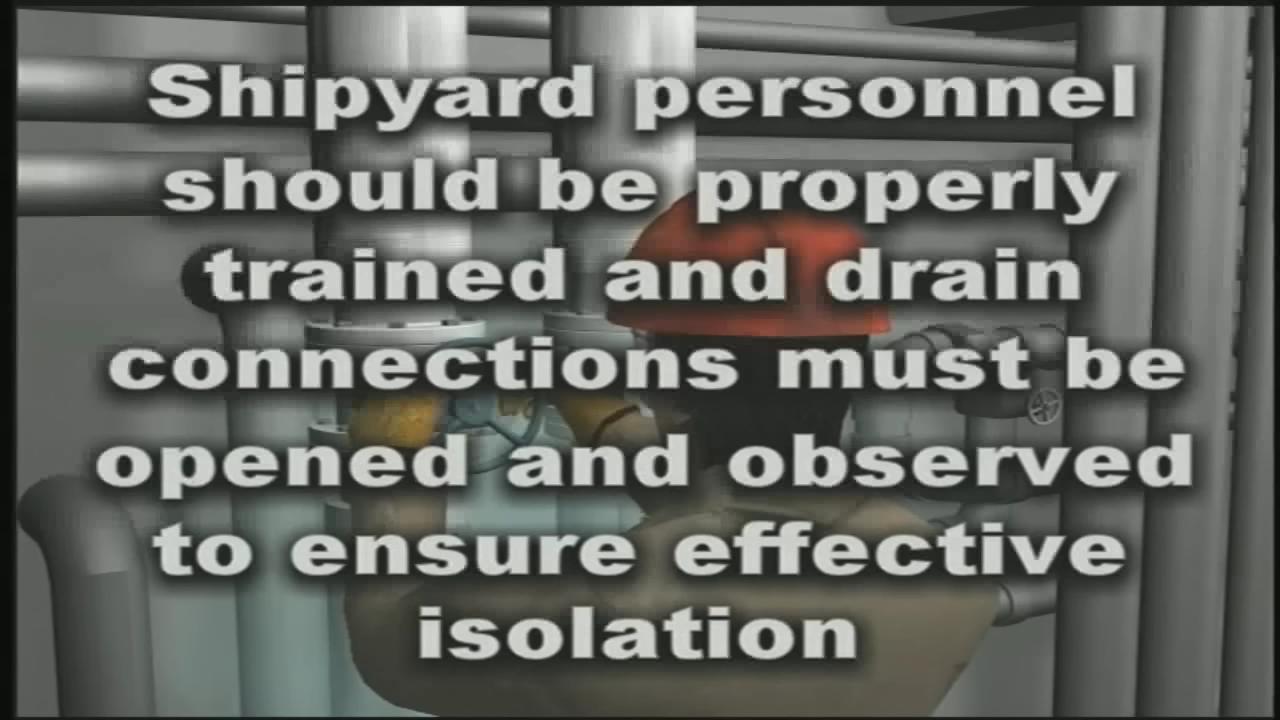 Shipyard personnel
should be properly
trained and drain
connections must be
opened and observed
to ensure effective
isolation